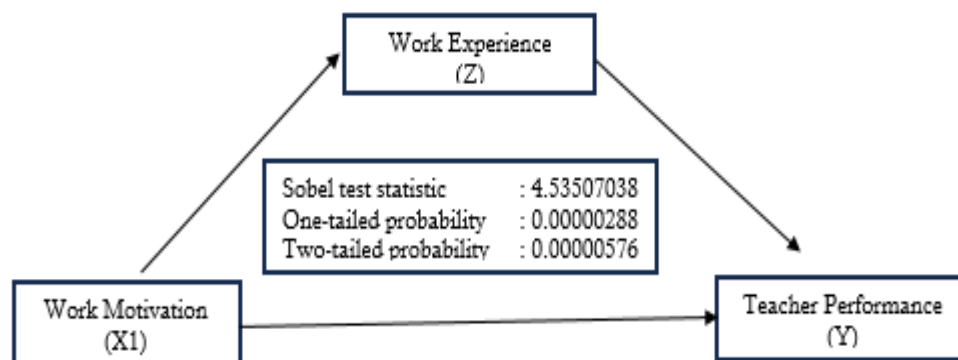 Work Experience
(Z)
Sobel test statistic : 4.53507038
One-tailed probability : 0.00000288
Two-tailed probability : 0.00000576
Work Motivation
(X1)
Teacher Performance
(Y)